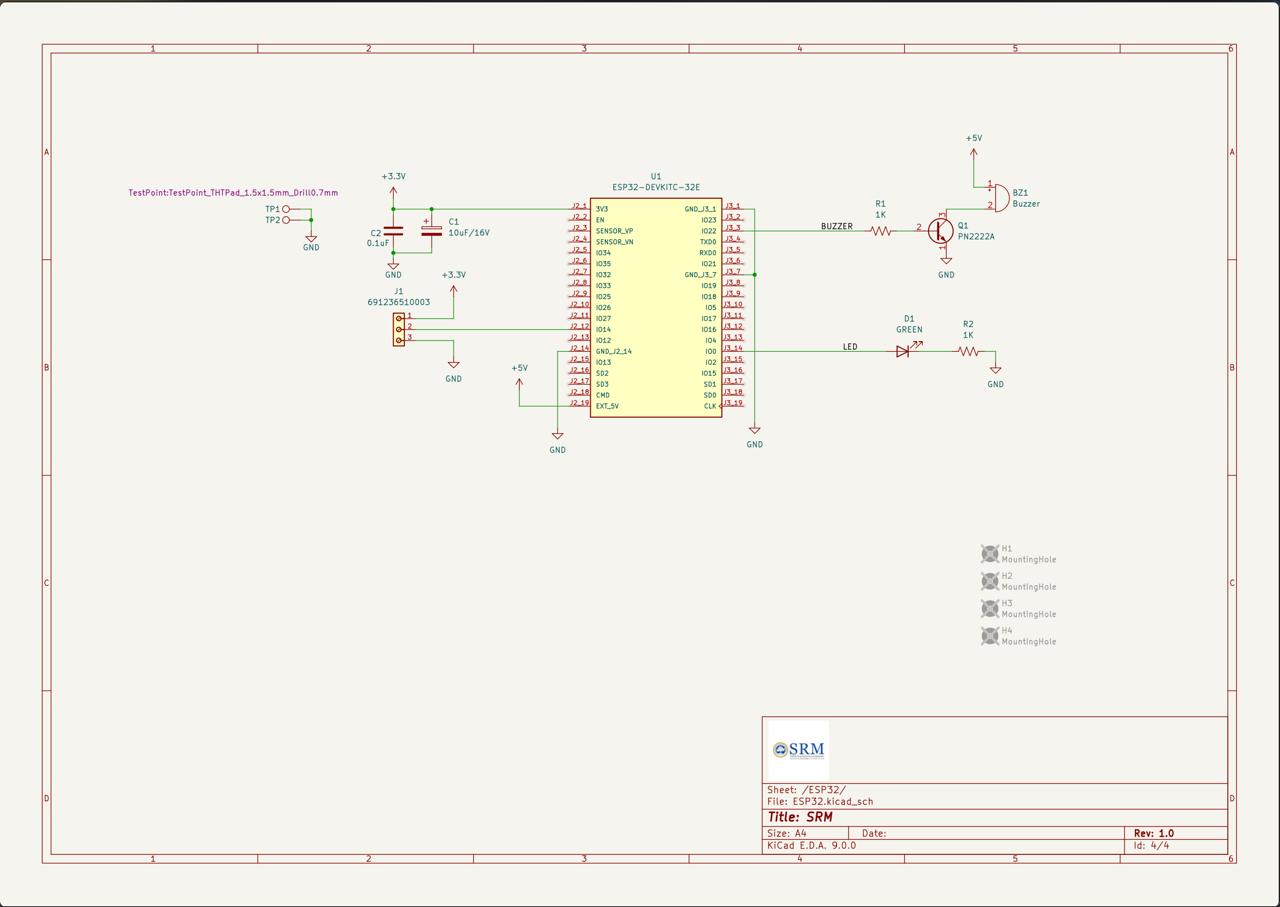 1 2 3 4 5 6
A
B
C
D
TestPoint:TestPoint_THTPad_1.5x1.5mm_Drill0.7mm
TP1
TP2
GND
+3.3V
C2
0.1uF
C1
10uF/16V
GND
J1
691236510003
1
2
3
+3.3V
GND
+5V
GND
U1
ESP32-DEVKITC-32E
J2_1 3V3 GND_J3_1 J3_1
J2_2 EN IO23 J3_2
J2_3 SENSOR_VP IO22 J3_3
J2_4 SENSOR_VN TXD0 J3_4
J2_5 IO34 RXD0 J3_5
J2_6 IO35 IO21 J3_6
J2_7 IO32 GND_J3_7 J3_7
J2_8 IO33 IO19 J3_8
J2_9 IO25 IO18 J3_9
J2_10 IO26 IO5 J3_10
J2_11 IO27 IO17 J3_11
J2_12 IO14 IO16 J3_12
J2_13 IO12 IO4 J3_13
J2_14 GND_J2_14 IO0 J3_14
J2_15 IO13 IO2 J3_15
J2_16 SD2 IO15 J3_16
J2_17 SD3 SD1 J3_17
J2_18 CMD SD0 J3_18
J2_19 EXT_5V CLK J3_19
GND
BUZZER
R1
1K
+5V
1
+
2
BZ1
Buzzer
3
2
1
Q1
PN2222A
GND
LED
D1
GREEN
R2
1K
GND
H1
MountingHole
H2
MountingHole
H3
MountingHole
H4
MountingHole
SRM
Sheet: /ESP32/
File: ESP32.kicad_sch
Title: SRM
Size: A4 Date: Rev: 1.0
KiCad E.D.A. 9.0.0 Id: 4/4
A
B
C
D
1 2 3 4 5 6